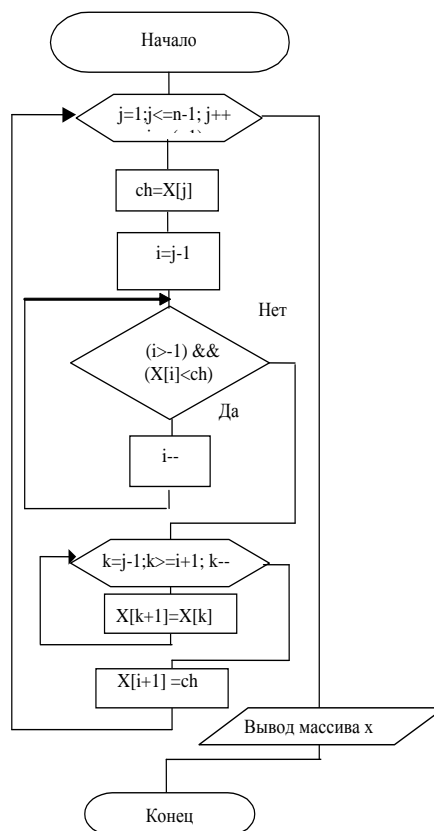 Начало
j=1;j<=n-1; j++
ch=X[j]
i=j-1
Нет
(i>-1) &&
(X[i]<ch)
Да
i--
k=j-1;k>=i+1; k--
X[k+1]=X[k]
X[i+1] =ch
Вывод массива x
Конец